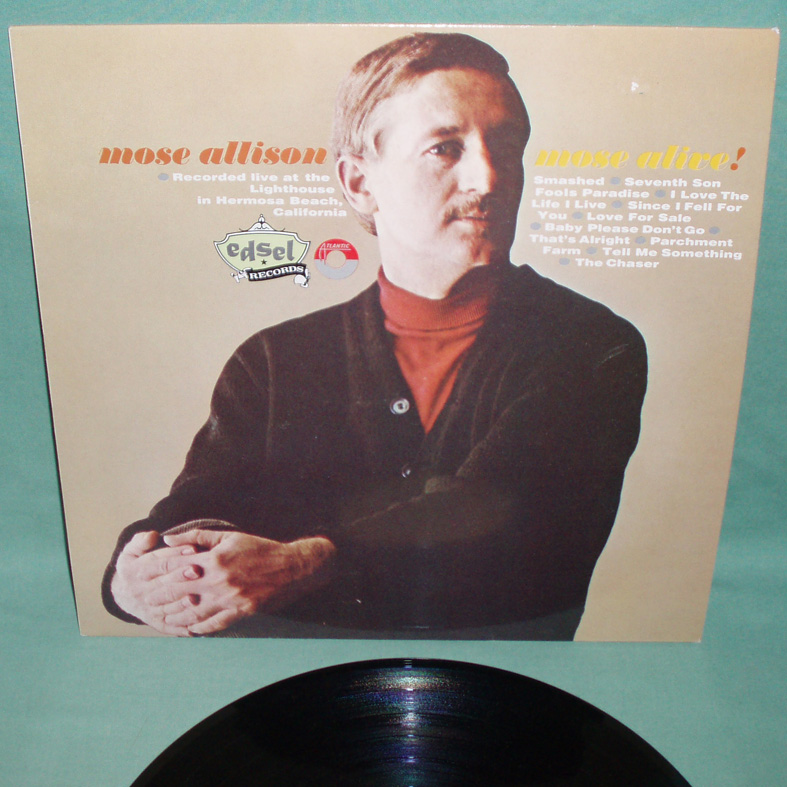 mose allison
Recorded live at the
Lighthouse
in Hermosa Beach,
California
edsel
RECORDS
ATLANTIC
mose alive!
Smashed • Seventh Son
Fools Paradise • I Love The
Life I Live • Since I Fell For
You • Love For Sale
• Baby Please Don't Go •
That's Alright • Parchment
Farm • Tell Me Something
• The Chaser